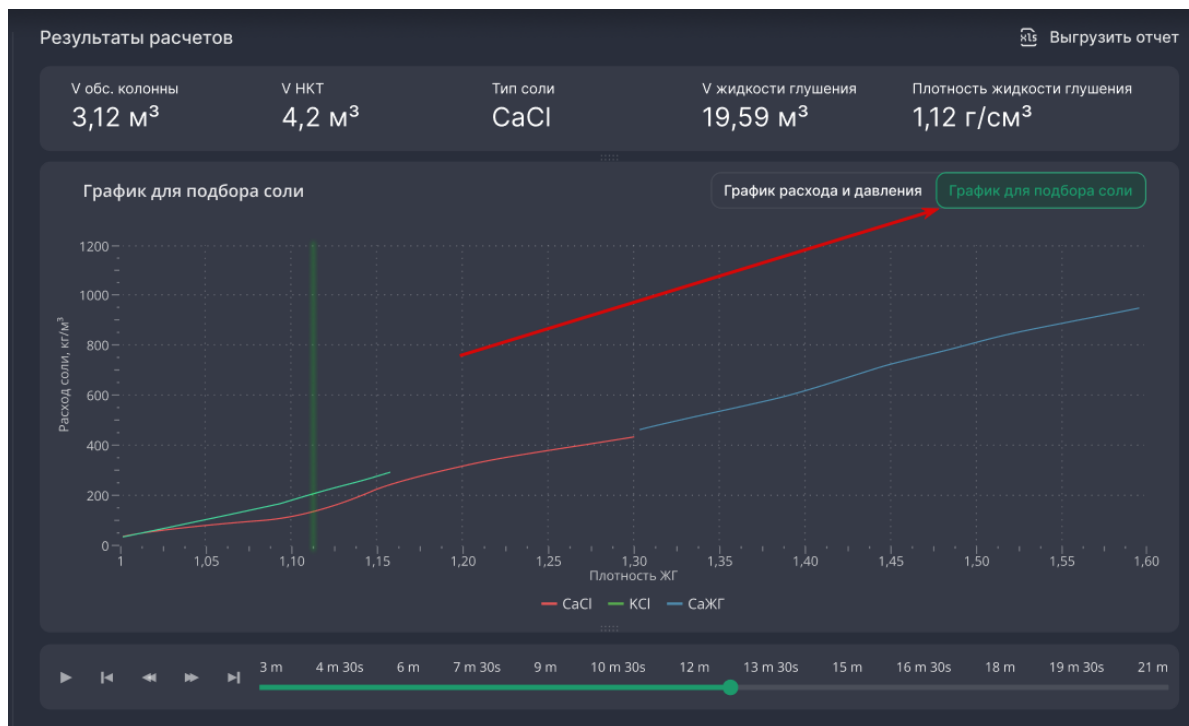 Результаты расчетов
xls Выгрузить отчет
V обс. колонны V НКТ Тип соли V жидкости глушения Плотность жидкости глушения
3,12 м³ 4,2 м³ CaCl 19,59 м³ 1,12 г/см³
График для подбора соли
График расхода и давления График для подбора соли
1200
1000
800
600
400
200
0
Расход соли, кг/м³
1 1,05 1,10 1,15 1,20 1,25 1,30 1,35 1,40 1,45 1,50 1,55 1,60
Плотность ЖГ
CaCl KCl СаЖГ
3 m 4 m 30s 6 m 7 m 30s 9 m 10 m 30s 12 m 13 m 30s 15 m 16 m 30s 18 m 19 m 30s 21 m